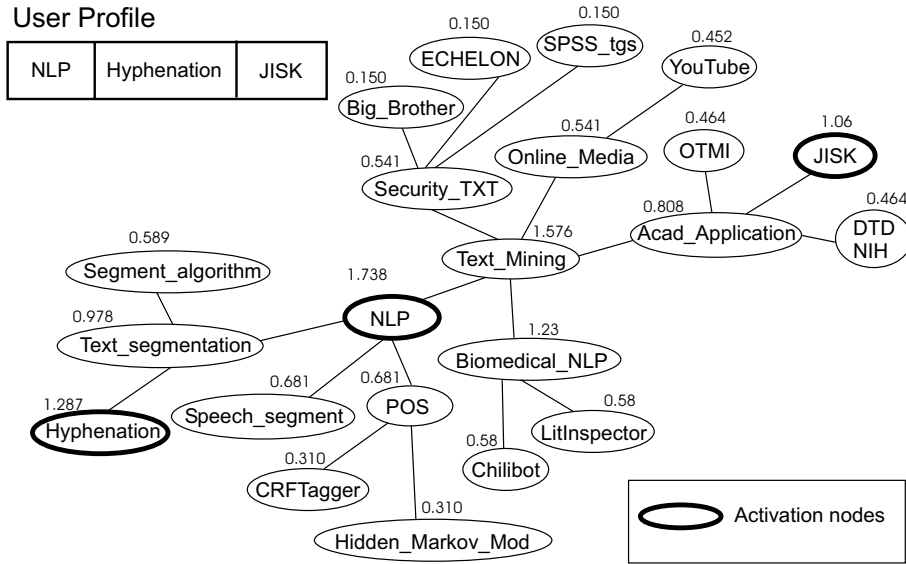 User Profile
NLP Hyphenation JISK
0.150 0.150
ECHELON SPSS_tgs
0.452
YouTube
0.150
Big_Brother
0.541
Online_Media
0.464
OTMI
1.06
JISK
0.541
Security_TXT
0.808
Acad_Application
0.464
DTD
NIH
0.589
Segment_algorithm
1.576
Text_Mining
1.738
NLP
0.978
Text_segmentation
1.23
Biomedical_NLP
0.681
Speech_segment
0.681
POS
1.287
Hyphenation
0.58
LitInspector
0.58
Chilibot
0.310
CRFTagger
0.310
Hidden_Markov_Mod
Activation nodes